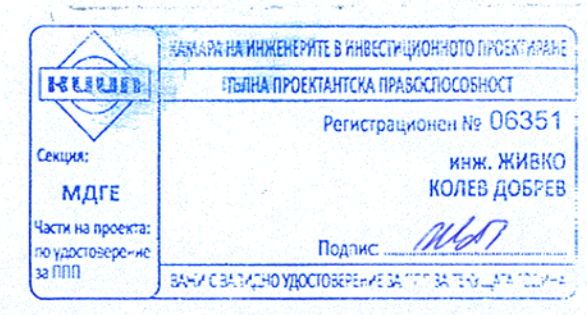 КАМАРА НА ИНЖЕНЕРИТЕ В ИНВЕСТИЦИОННОТО ПРОЕКТИРАНЕ
ПЪЛНА ПРОЕКТАНТСКА ПРАВОСПОСОБНОСТ
КИИП
Регистрационен № 06351
Секция:
МДГЕ
инж. ЖИВКО
КОЛЕВ ДОБРЕВ
Части на проекта:
по удостоверение
за ППП
Подпис:
ВАЖИ С ВАЛИДНО УДОСТОВЕРЕНИЕ ЗА ППП ЗА ТЕКУЩАТА ГОДИНА